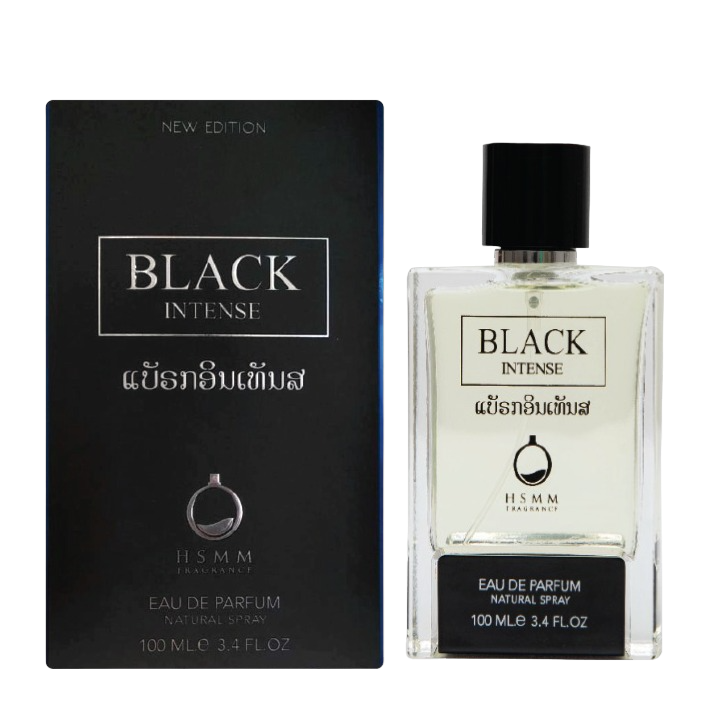 NEW EDITION
BLACK
INTENSE
ແບັຣກອິນເທັນສ
HSMM
FRAGRANCE
EAU DE PARFUM
NATURAL SPRAY
100 ML℮ 3.4 FL.OZ
BLACK
INTENSE
ແບັຣກອິນເທັນສ
HSMM
FRAGRANCE
EAU DE PARFUM
NATURAL SPRAY
100 ML℮ 3.4 FL.OZ